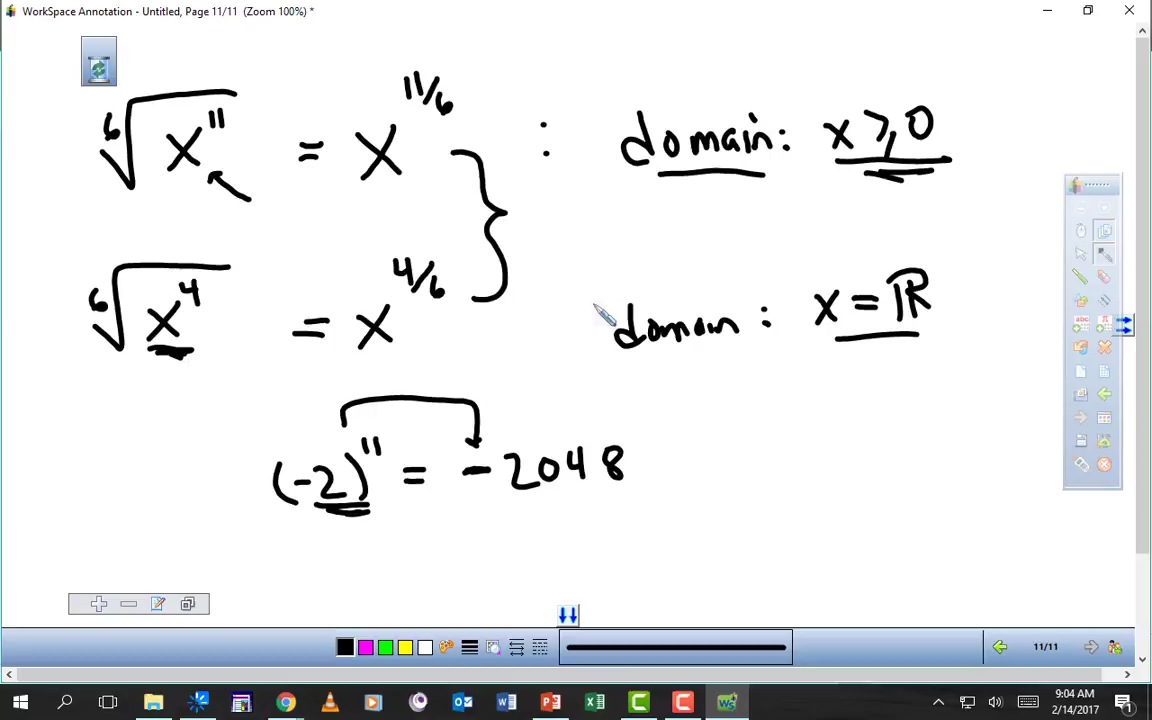 WorkSpace Annotation - Untitled, Page 11/11 (Zoom 100%) *
⁶√x¹¹ = x^11/6 : domain: x ≥ 0
⁶√x⁴ = x^4/6 domain: x = ℝ
(-2)¹¹ = -2048
11/11
9:04 AM
2/14/2017